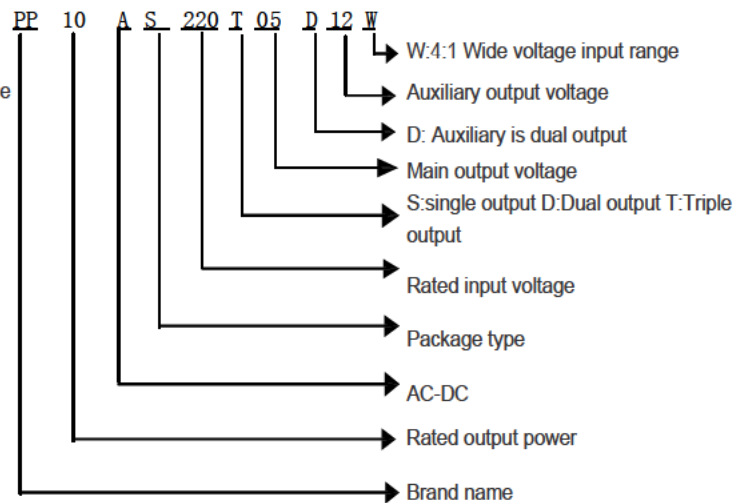 PP 10 A S 220 T 05 D 12 W
W:4:1 Wide voltage input range
e
Auxiliary output voltage
D: Auxiliary is dual output
Main output voltage
S:single output D:Dual output T:Triple
output
Rated input voltage
Package type
AC-DC
Rated output power
Brand name